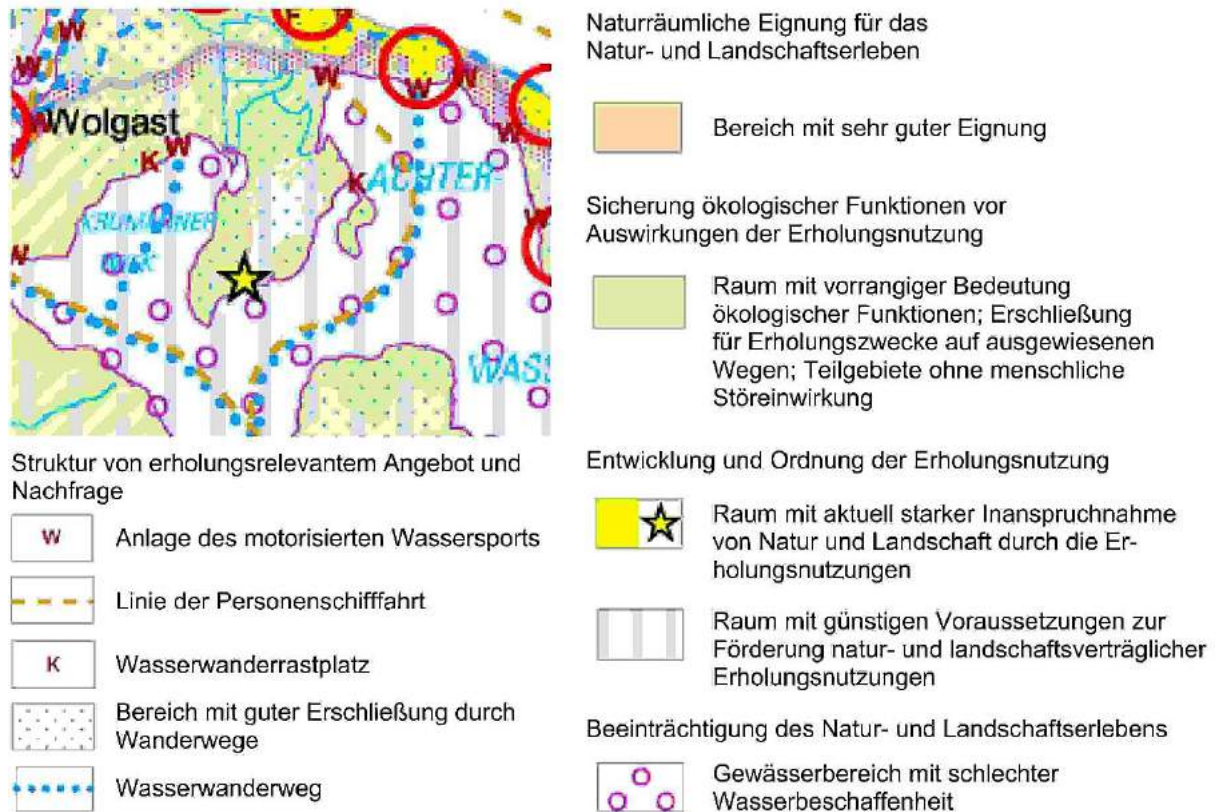 Wolgast
KRUMMINER
WIEK
ACHTER-
WASS
W
W
W
W
W
W
W
W
W
W
K
K
Struktur von erholungsrelevantem Angebot und
Nachfrage
W Anlage des motorisierten Wassersports
Linie der Personenschifffahrt
K Wasserwanderrastplatz
Bereich mit guter Erschließung durch
Wanderwege
Wasserwanderweg
Naturräumliche Eignung für das
Natur- und Landschaftserleben
Bereich mit sehr guter Eignung
Sicherung ökologischer Funktionen vor
Auswirkungen der Erholungsnutzung
Raum mit vorrangiger Bedeutung
ökologischer Funktionen; Erschließung
für Erholungszwecke auf ausgewiesenen
Wegen; Teilgebiete ohne menschliche
Störeinwirkung
Entwicklung und Ordnung der Erholungsnutzung
Raum mit aktuell starker Inanspruchnahme
von Natur und Landschaft durch die Er-
holungsnutzungen
Raum mit günstigen Voraussetzungen zur
Förderung natur- und landschaftsverträglicher
Erholungsnutzungen
Beeinträchtigung des Natur- und Landschaftserlebens
Gewässerbereich mit schlechter
Wasserbeschaffenheit